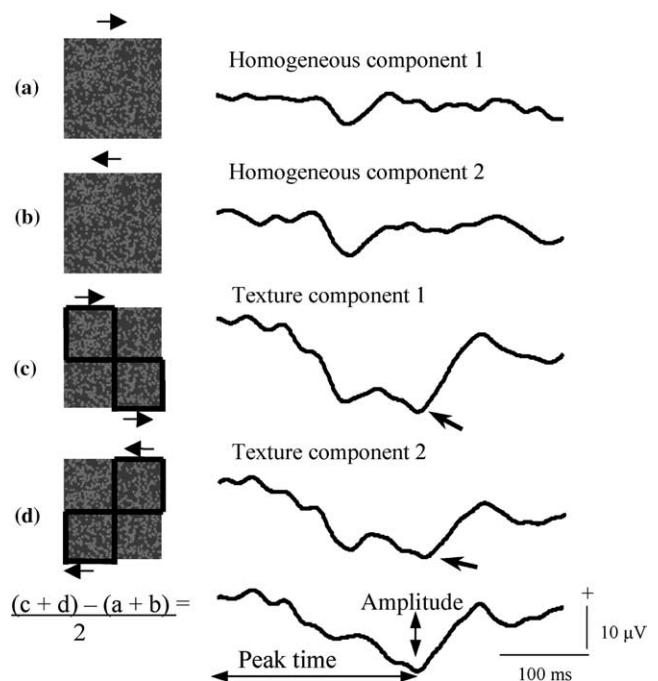 Homogeneous component 1
(a)
Homogeneous component 2
(b)
Texture component 1
(c)
Texture component 2
(d)
(c + d) – (a + b) =
2
Amplitude
Peak time
+
10 µV
100 ms